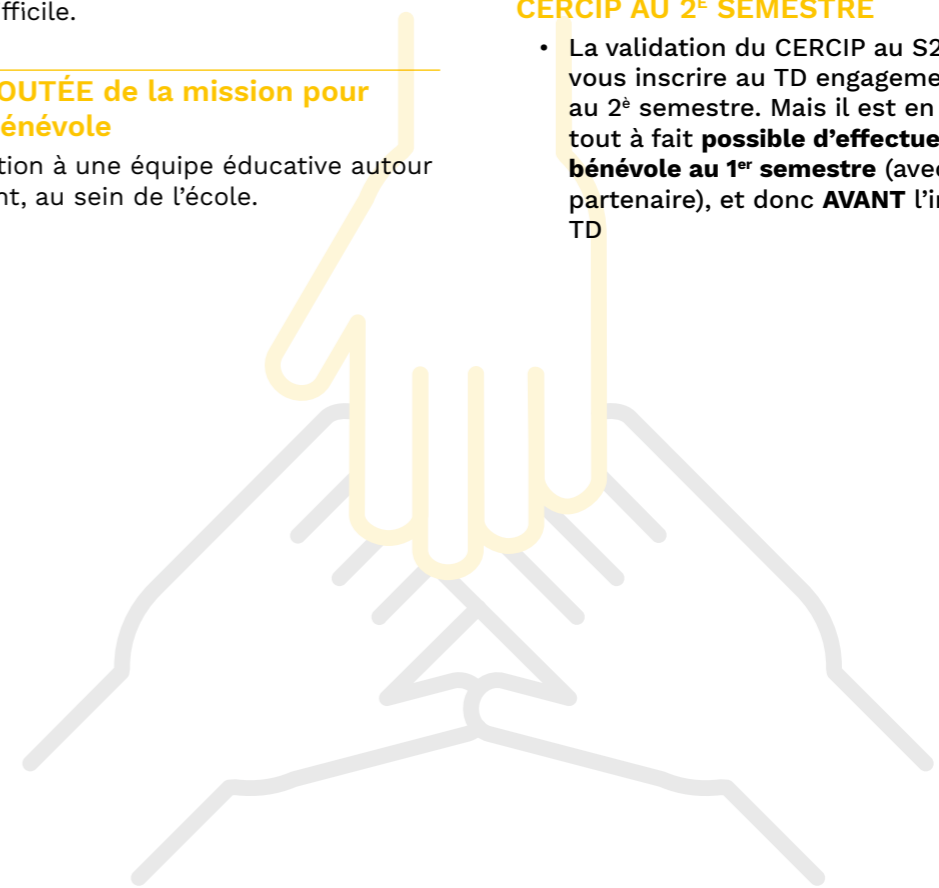 fficile.
OUTÉE de la mission pour
énévole
tion à une équipe éducative autour
nt, au sein de l’école.
CERCIP AU 2ᴱ SEMESTRE
• La validation du CERCIP au S2
vous inscrire au TD engageme
au 2è semestre. Mais il est en
tout à fait possible d’effectue
bénévole au 1er semestre (avec
partenaire), et donc AVANT l’in
TD